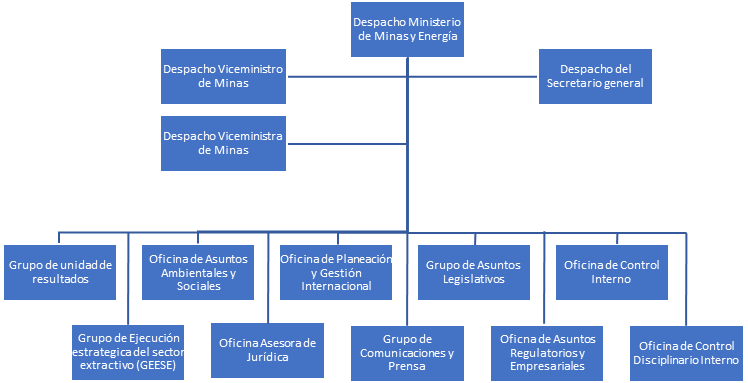 Despacho Ministerio
de Minas y Energía
Despacho Viceministro
de Minas
Despacho del
Secretario general
Despacho Viceministra
de Minas
Grupo de unidad de
resultados
Oficina de Asuntos
Ambientales y
Sociales
Oficina de Planeación
y Gestión
Internacional
Grupo de Asuntos
Legislativos
Oficina de Control
Interno
Grupo de Ejecución
estrategica del sector
extractivo (GEESE)
Oficina Asesora de
Jurídica
Grupo de
Comunicaciones y
Prensa
Oficna de Asuntos
Regulatorios y
Empresariales
Oficina de Control
Disciplinario Interno